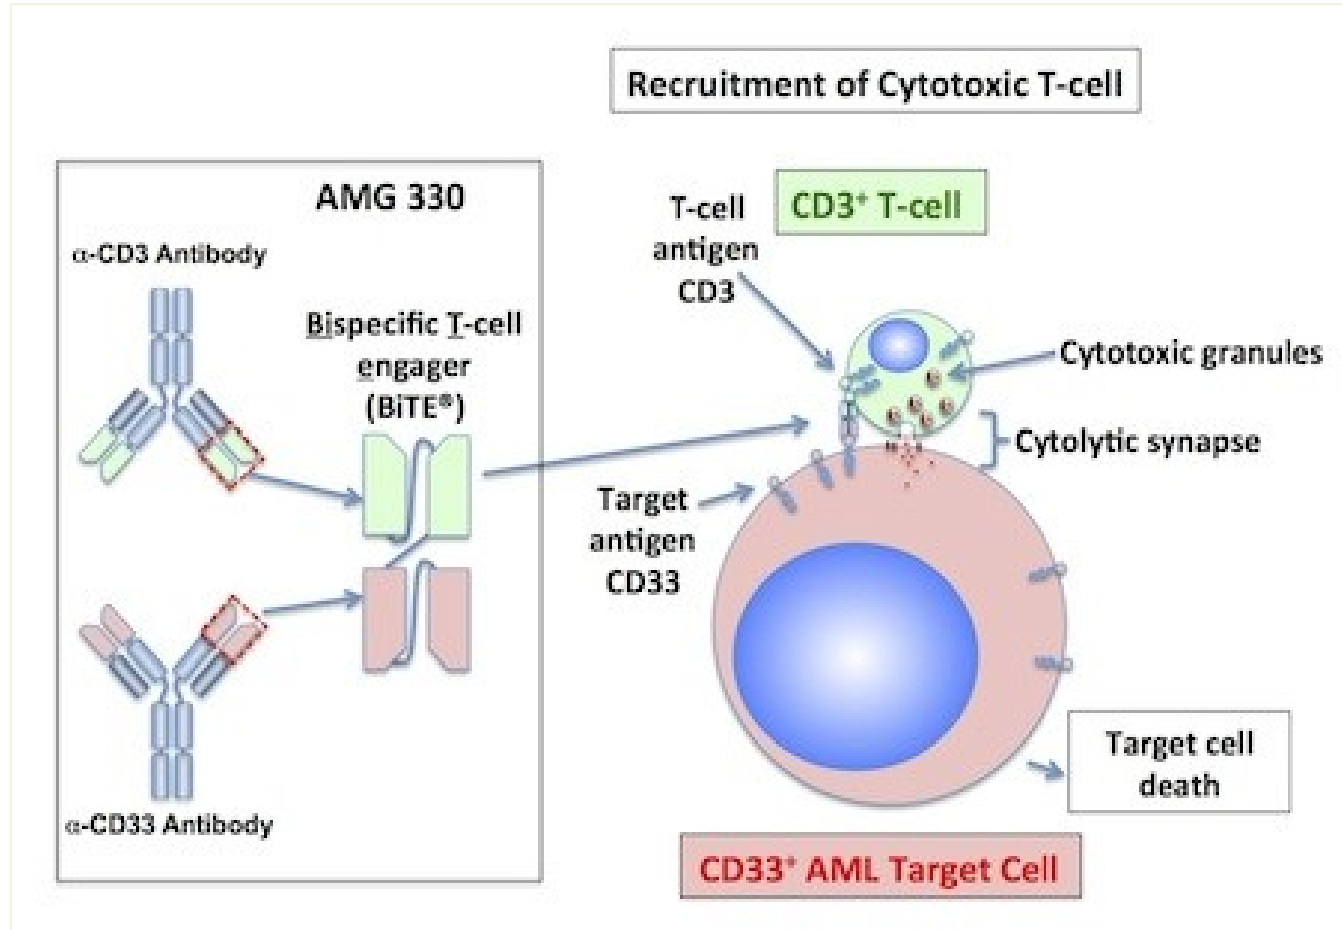 Recruitment of Cytotoxic T-cell
AMG 330
α-CD3 Antibody
Bispecific T-cell
engager
(BiTE®)
α-CD33 Antibody
T-cell
antigen
CD3
CD3⁺ T-cell
Cytotoxic granules
Cytolytic synapse
Target
antigen
CD33
Target cell
death
CD33⁺ AML Target Cell